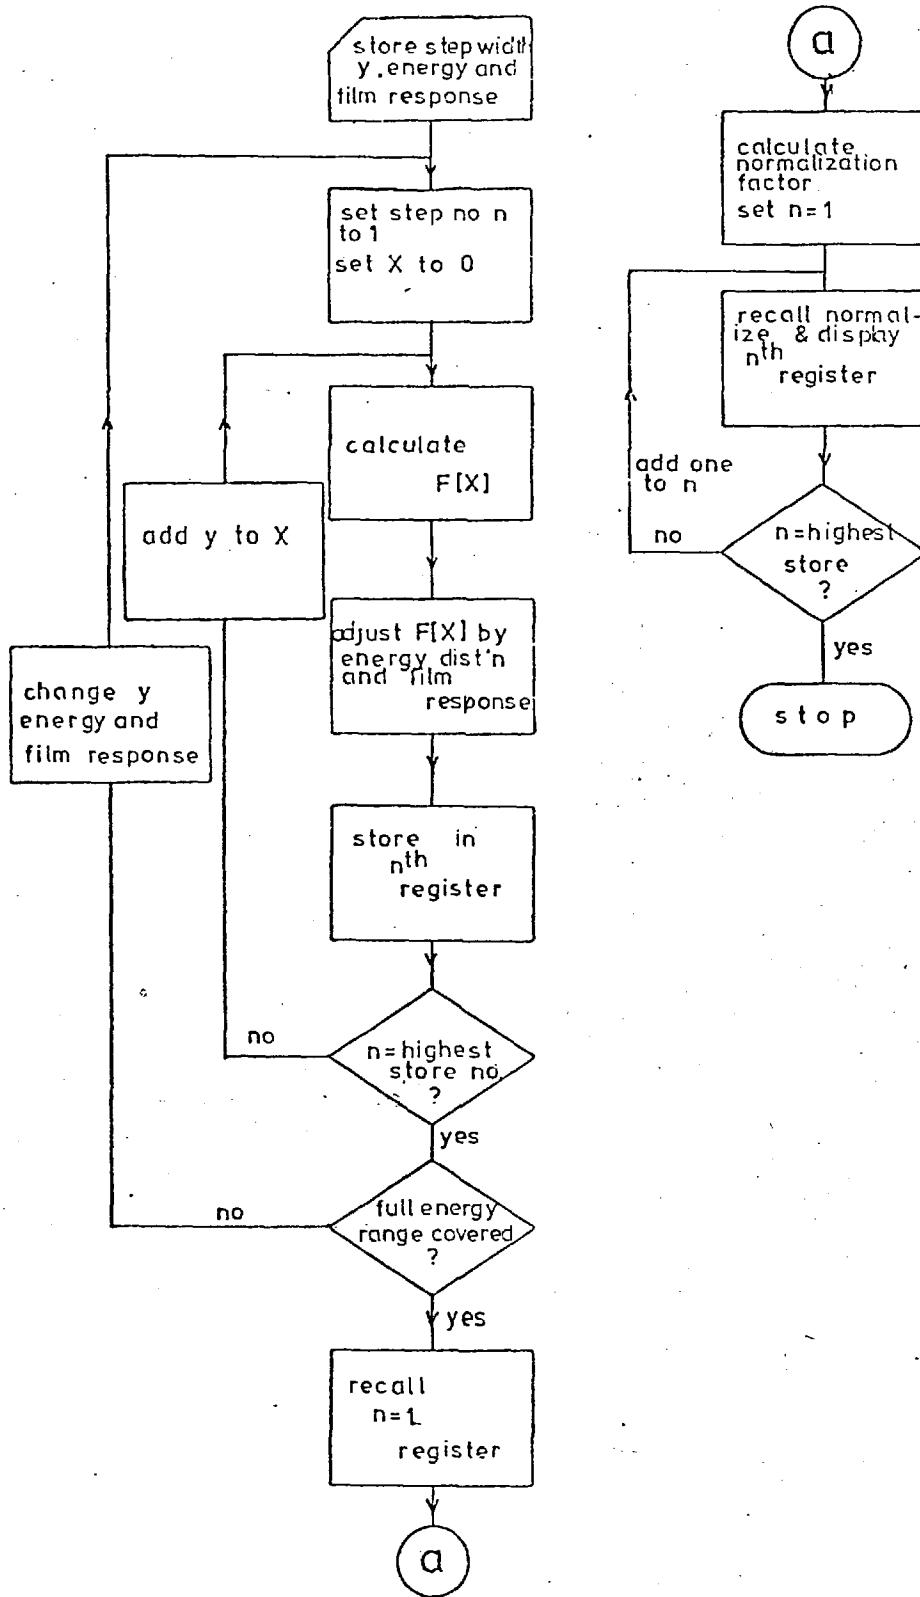 store step width
y, energy and
film response
set step no n
to 1
set X to 0
calculate
F[X]
add y to X
adjust F[X] by
energy dist'n
and film
response
change y
energy and
film response
store in
nth
register
n=highest
store no.
?
no
yes
full energy
range covered
?
no
yes
recall
n=1
register
a
a
calculate
normalization
factor
set n=1
recall normal-
ize & display
nth
register
add one
to n
no
n=highest
store
?
yes
stop